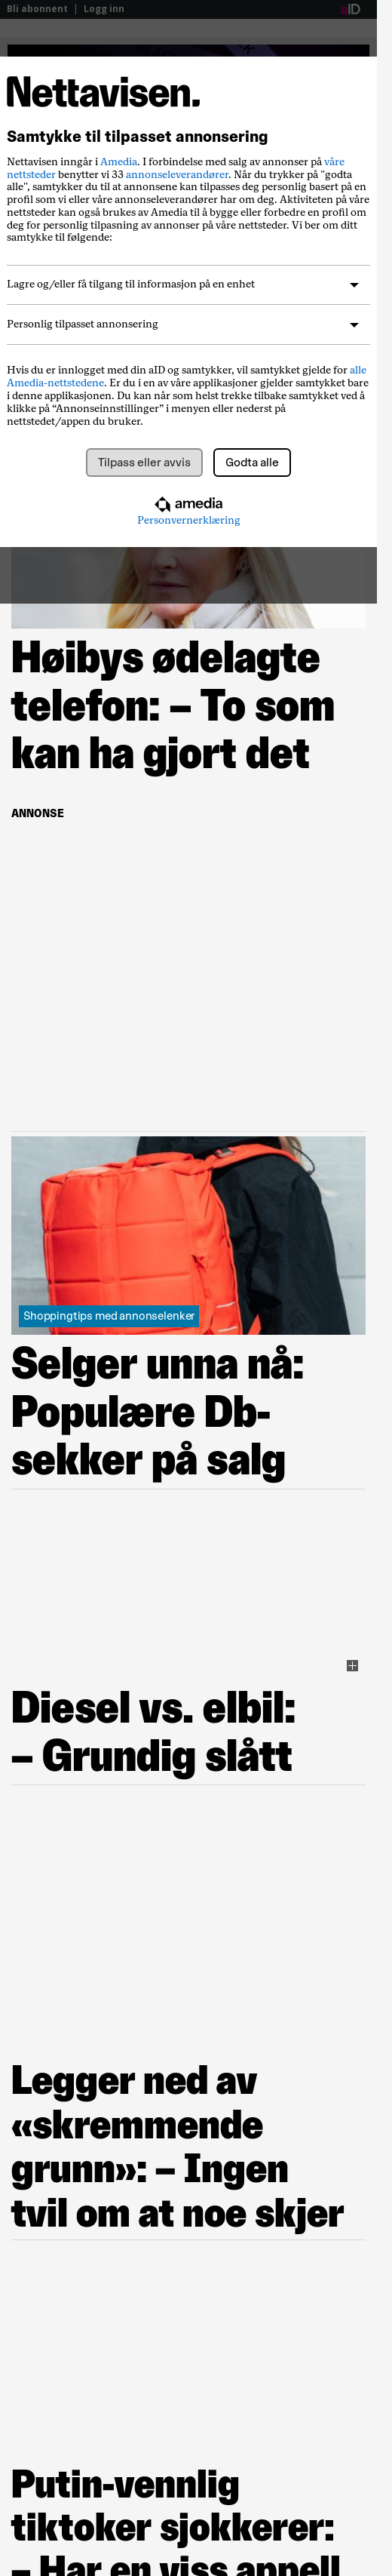 Bli abonnent | Logg inn
aID
Nettavisen.
Samtykke til tilpasset annonsering
Nettavisen inngår i Amedia. I forbindelse med salg av annonser på våre
nettsteder benytter vi 33 annonseleverandører. Når du trykker på "godta
alle", samtykker du til at annonsene kan tilpasses deg personlig basert på en
profil som vi eller våre annonseleverandører har om deg. Aktiviteten på våre
nettsteder kan også brukes av Amedia til å bygge eller forbedre en profil om
deg for personlig tilpasning av annonser på våre nettsteder. Vi ber om ditt
samtykke til følgende:
Lagre og/eller få tilgang til informasjon på en enhet
Personlig tilpasset annonsering
Hvis du er innlogget med din aID og samtykker, vil samtykket gjelde for alle
Amedia-nettstedene. Er du i en av våre applikasjoner gjelder samtykket bare
i denne applikasjonen. Du kan når som helst trekke tilbake samtykket ved å
klikke på “Annonseinnstillinger” i menyen eller nederst på
nettstedet/appen du bruker.
Tilpass eller avvis
Godta alle
amedia
Personvernerklæring
Høibys ødelagte
telefon: – To som
kan ha gjort det
ANNONSE
Shoppingtips med annonselenker
Selger unna nå:
Populære Db-
sekker på salg
Diesel vs. elbil:
– Grundig slått
Legger ned av
«skremmende
grunn»: – Ingen
tvil om at noe skjer
Putin-vennlig
tiktoker sjokkerer:
– Har en viss appell